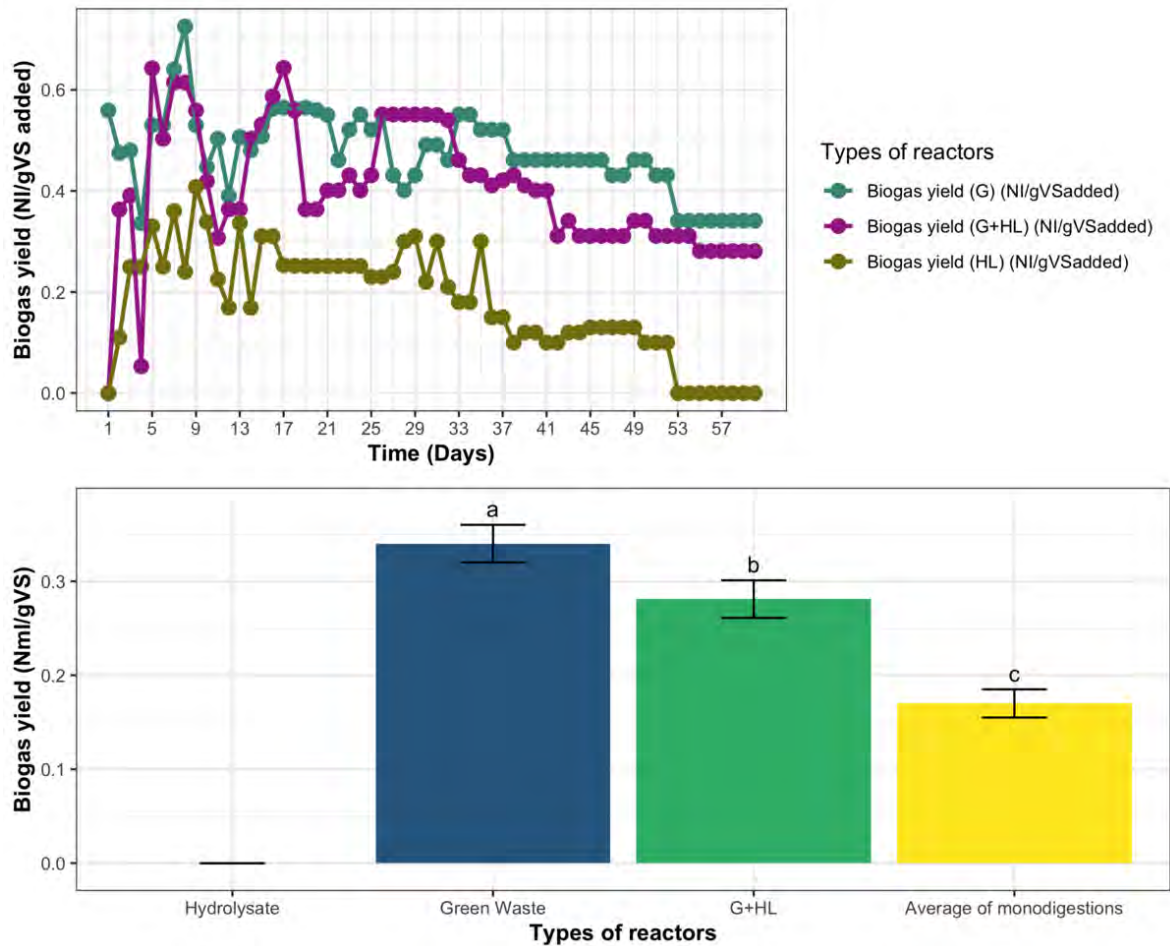 Biogas yield (Nl/gVS added)
0.6
0.4
0.2
0.0
1 5 9 13 17 21 25 29 33 37 41 45 49 53 57
Time (Days)
Types of reactors
Biogas yield (G) (Nl/gVSadded)
Biogas yield (G+HL) (Nl/gVSadded)
Biogas yield (HL) (Nl/gVSadded)
Biogas yield (Nml/gVS)
0.3
0.2
0.1
0.0
a
b
c
Hydrolysate Green Waste G+HL Average of monodigestions
Types of reactors